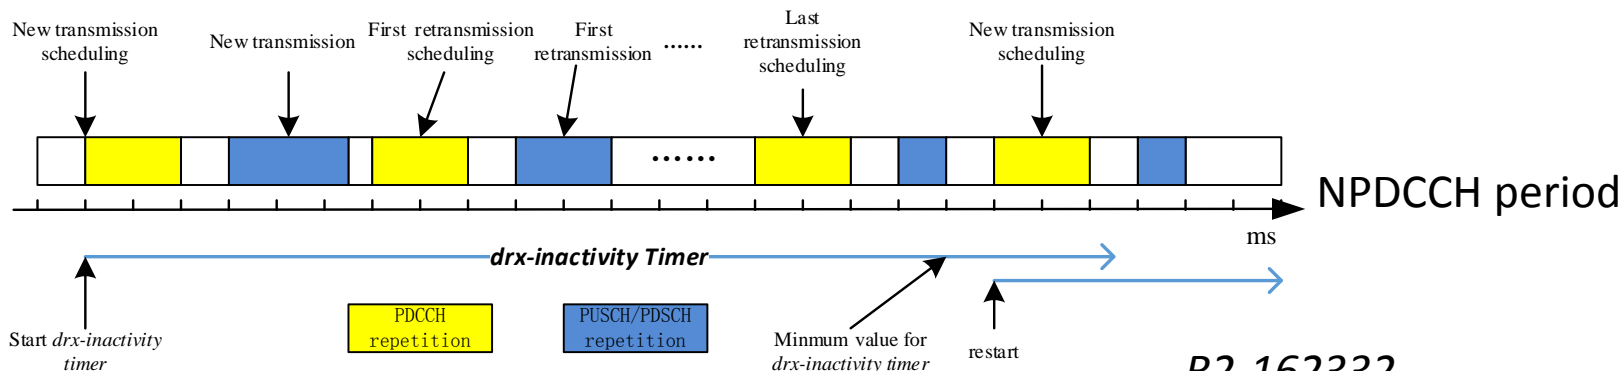 New transmission
scheduling
New transmission
First retransmission
scheduling
First
retransmission
......
Last
retransmission
scheduling
New transmission
scheduling
......
NPDCCH period
ms
drx-inactivity Timer
Start drx-inactivity
timer
PDCCH
repetition
PUSCH/PDSCH
repetition
Minmum value for
drx-inactivity timer
restart
R2-162332